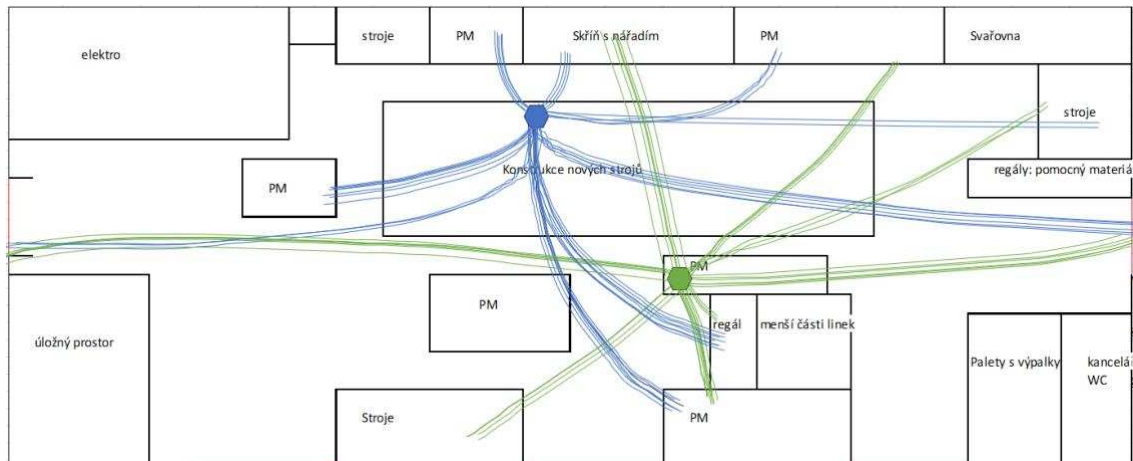 elektro
stroje
PM
Skříň s nářadím
PM
Svařovna
stroje
PM
Konstrukce nových strojů
regály: pomocný materiá
PM
PM
regál
menší části linek
úložný prostor
Palety s výpalky
kancelá
WC
Stroje
PM